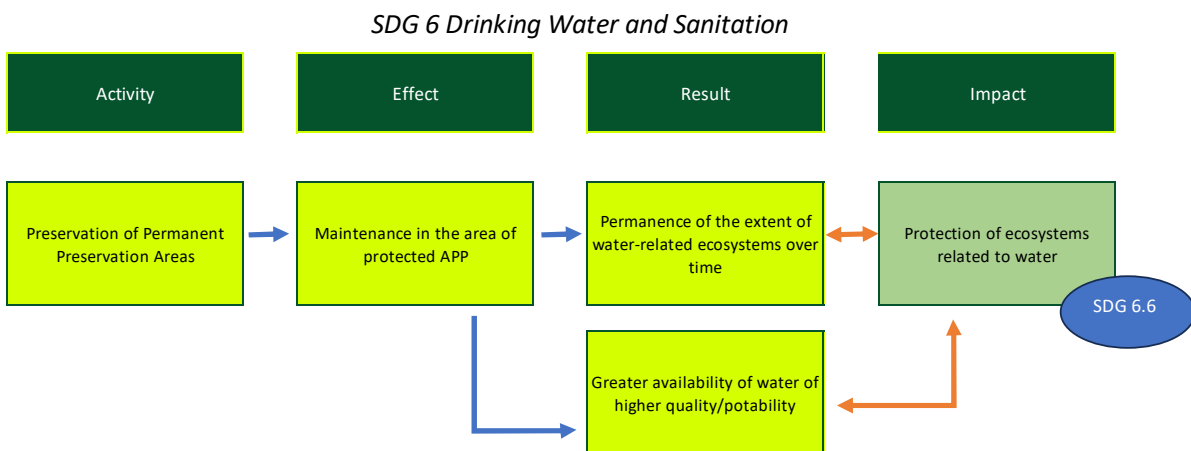 SDG 6 Drinking Water and Sanitation
Activity
Effect
Result
Impact
Preservation of Permanent
Preservation Areas
Maintenance in the area of
protected APP
Permanence of the extent of
water-related ecosystems over
time
Protection of ecosystems
related to water
SDG 6.6
Greater availability of water of
higher quality/potability